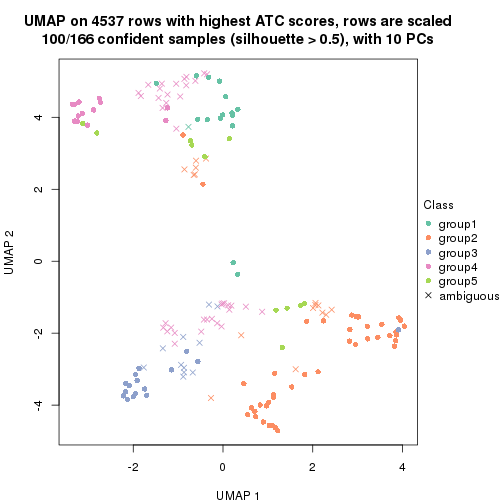 UMAP on 4537 rows with highest ATC scores, rows are scaled
100/166 confident samples (silhouette > 0.5), with 10 PCs
4
2
0
-2
-4
UMAP 2
-2
0
2
4
UMAP 1
Class
group1
group2
group3
group4
group5
ambiguous